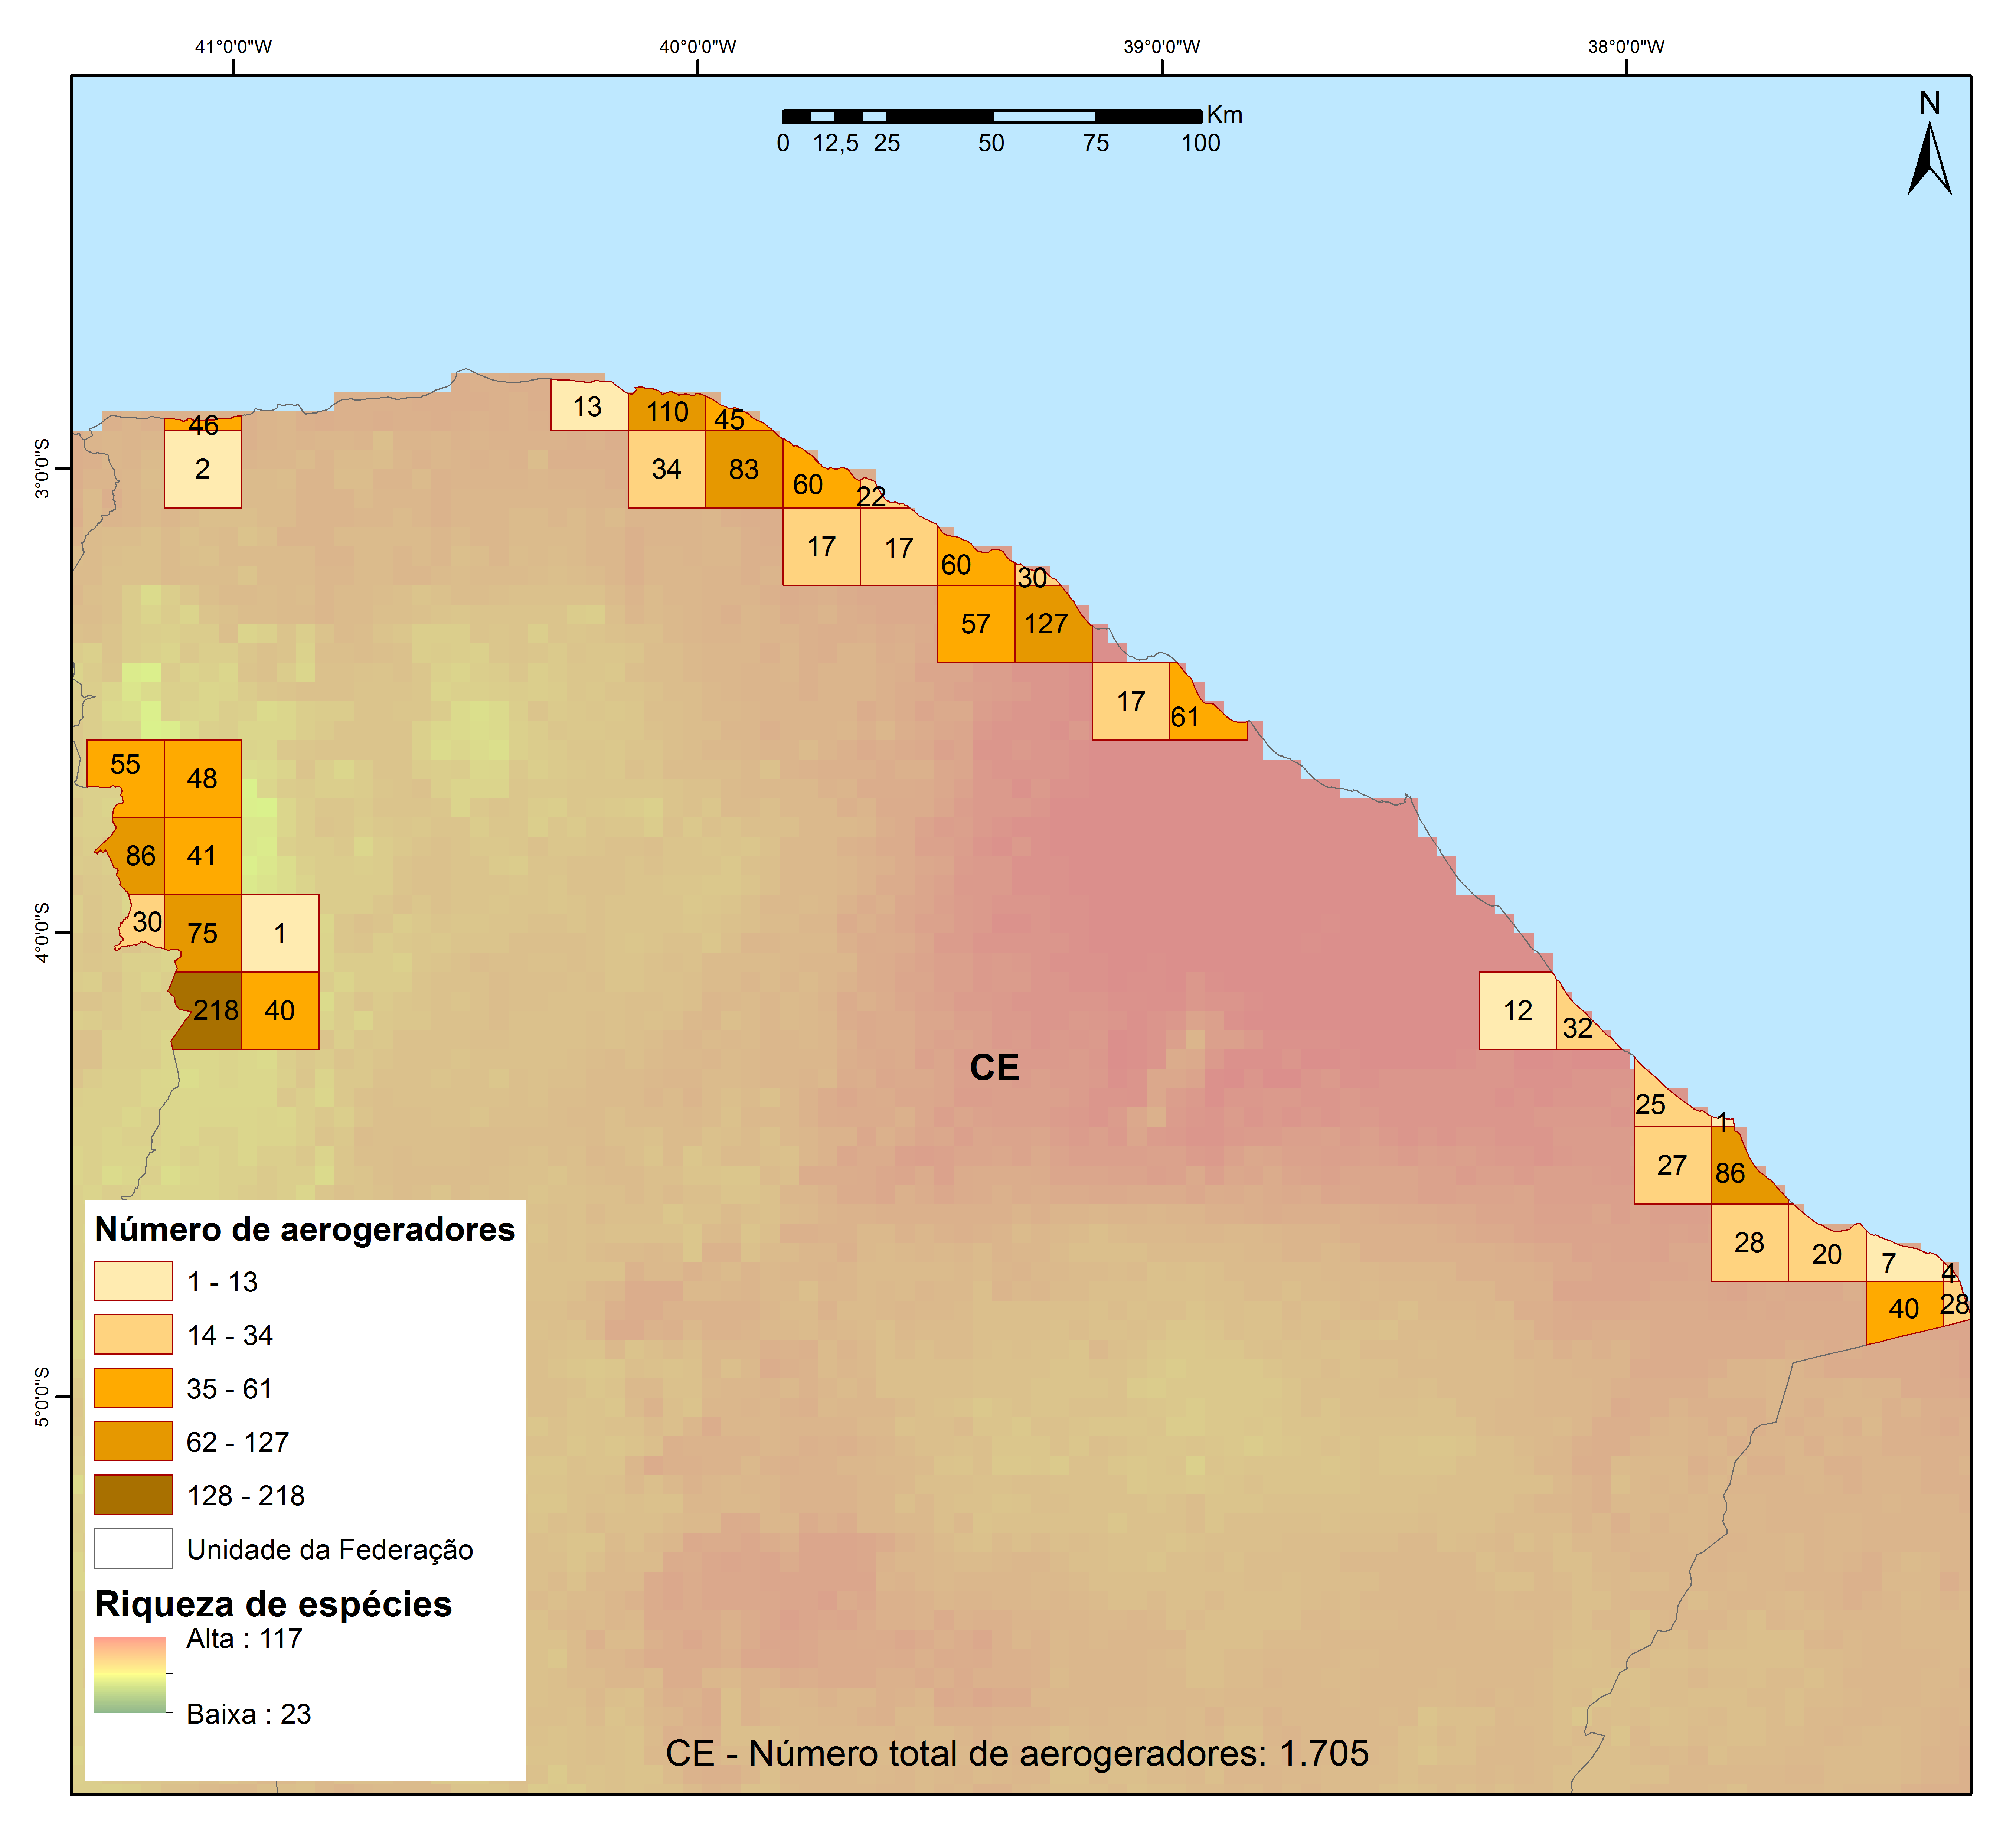 41°0'0"W 40°0'0"W 39°0'0"W 38°0'0"W
N
Km
0 12,5 25 50 75 100
3°0'0"S
4°0'0"S
5°0'0"S
46
2
13
110
45
34
83
60
22
17
17
60
30
57
127
17
61
55
48
86
41
30
75
1
218
40
CE
12
32
25
1
27
86
28
20
7
4
40
28
Número de aerogeradores
1 - 13
14 - 34
35 - 61
62 - 127
128 - 218
Unidade da Federação
Riqueza de espécies
Alta : 117
Baixa : 23
CE - Número total de aerogeradores: 1.705